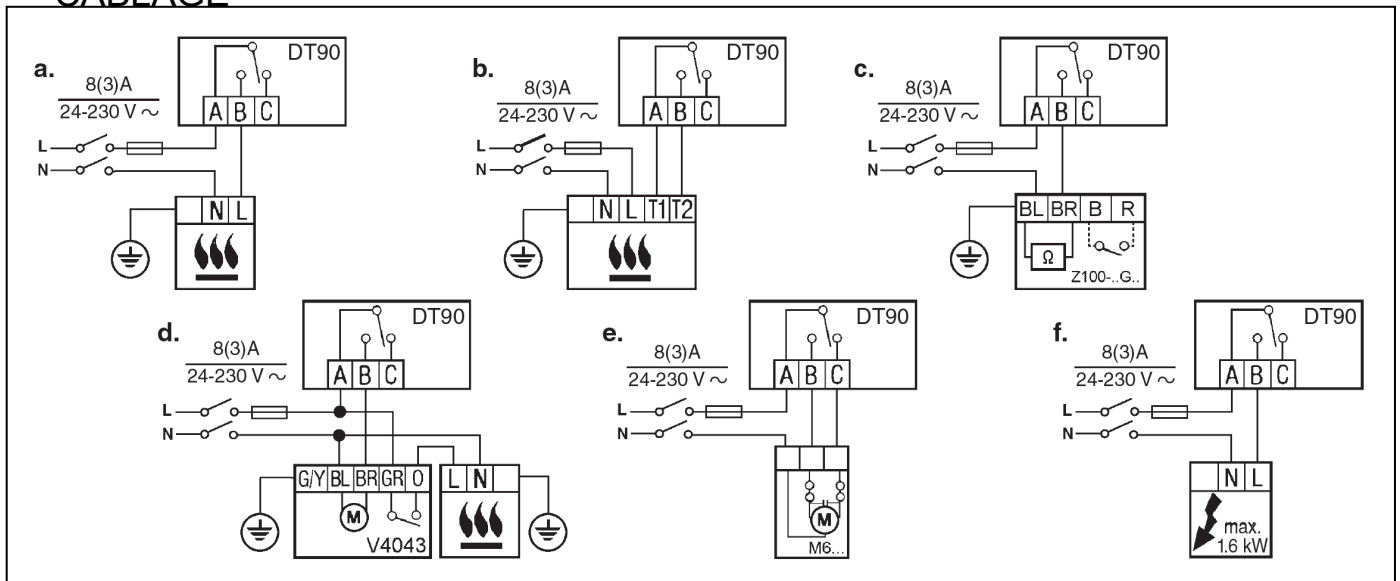 CABLAGE
a.
DT90
8(3)A
24-230 V ~
A B C
L
N
N L
b.
DT90
8(3)A
24-230 V ~
A B C
L
N
N L T1 T2
c.
DT90
8(3)A
24-230 V ~
A B C
L
N
BL BR B R
Ω
Z100-..G..
d.
DT90
8(3)A
24-230 V ~
A B C
L
N
G/Y BL BR GR O
L N
M
V4043
e.
DT90
8(3)A
24-230 V ~
A B C
L
N
M
M6...
f.
DT90
8(3)A
24-230 V ~
A B C
L
N
N L
max.
1.6 kW